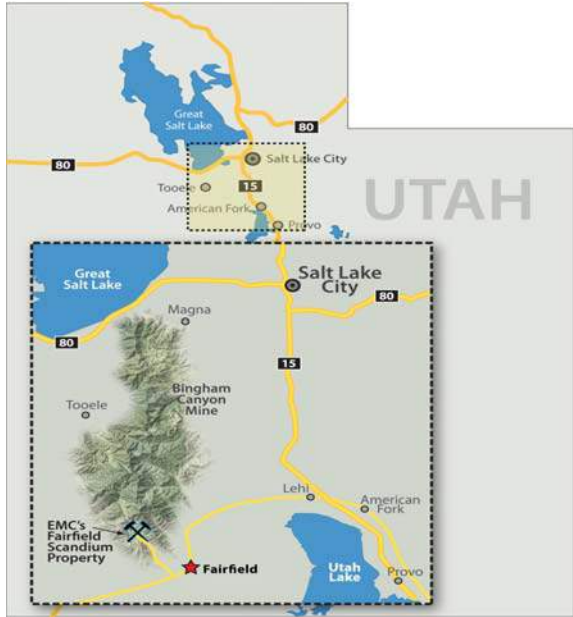 Great
Salt Lake
80
80
Salt Lake City
Tooele
15
American Fork
Provo
UTAH
Great
Salt Lake
Salt Lake
City
80
Magna
80
15
Bingham
Canyon
Mine
Tooele
Lehi
American
Fork
EMC's
Fairfield
Scandium
Property
Fairfield
Utah
Lake
Provo